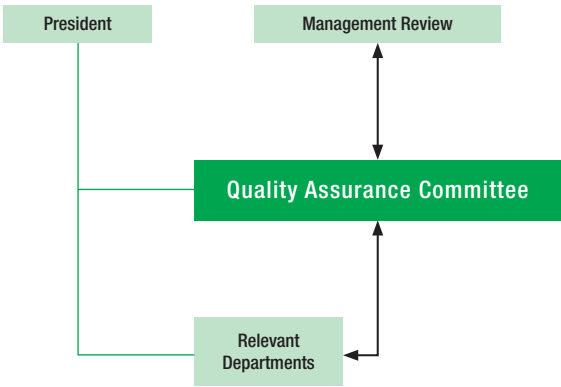 President
Management Review
Quality Assurance Committee
Relevant
Departments